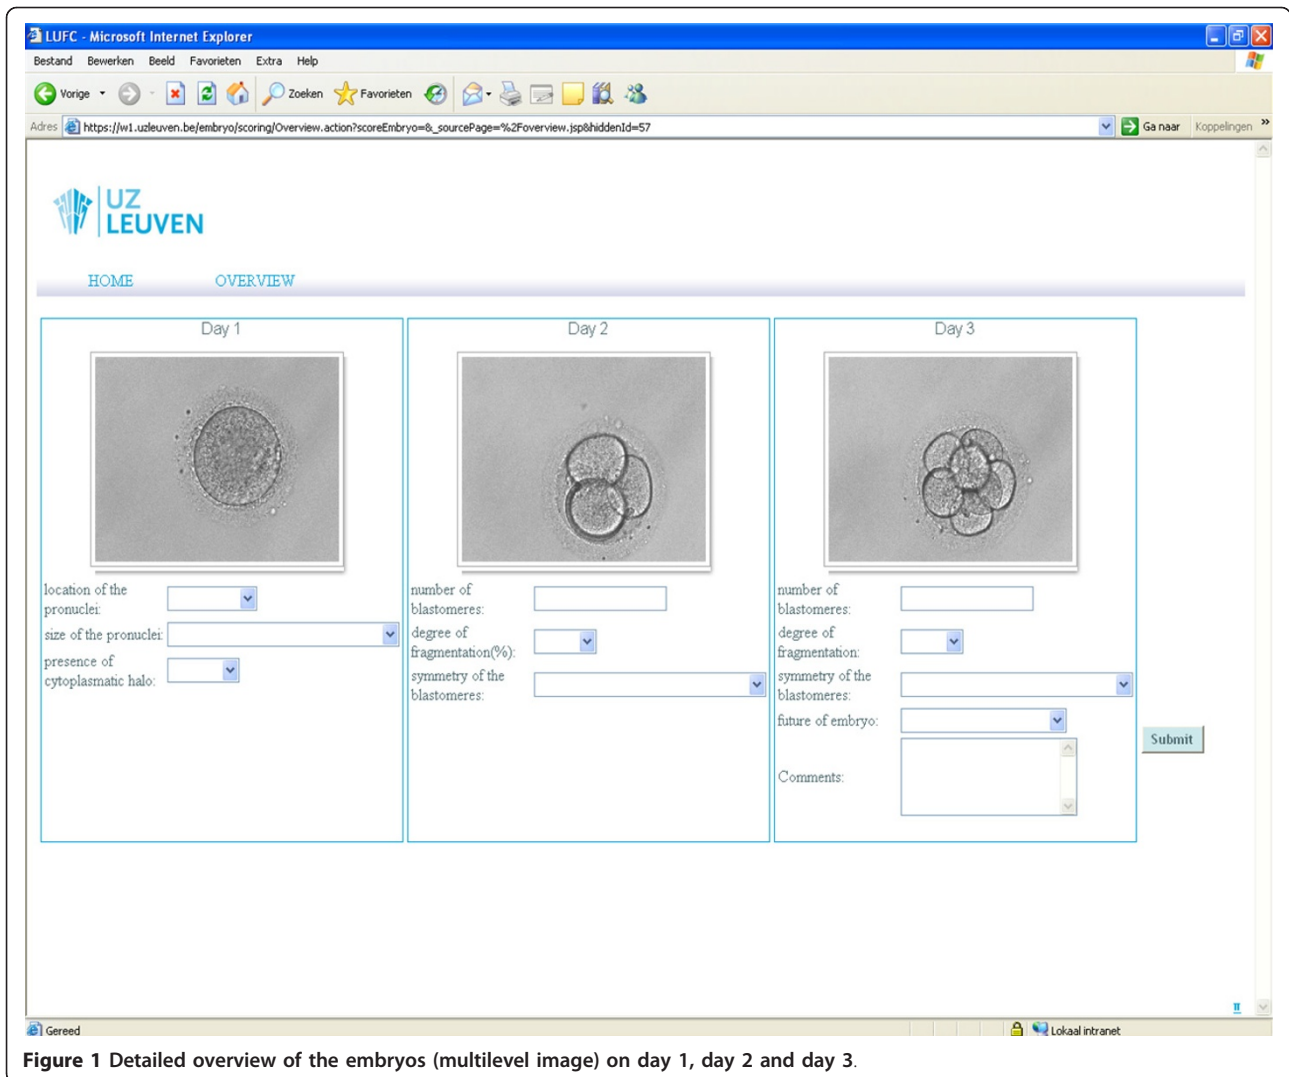 LUFC - Microsoft Internet Explorer
Bestand Bewerken Beeld Favorieten Extra Help
Vorige Zoeken Favorieten
Adres https://w1.uzleuven.be/embryo/scoring/Overview.action?scoreEmbryo=&_sourcePage=%2Foverview.jsp&hiddenId=57 Ga naar Koppelingen »
UZ
LEUVEN
HOME OVERVIEW
Day 1
location of the
pronuclei:
size of the pronuclei:
presence of
cytoplasmatic halo:
Day 2
number of
blastomeres:
degree of
fragmentation(%):
symmetry of the
blastomeres:
Day 3
number of
blastomeres:
degree of
fragmentation:
symmetry of the
blastomeres:
future of embryo:
Comments:
Submit
Gereed Lokaal intranet
Figure 1 Detailed overview of the embryos (multilevel image) on day 1, day 2 and day 3.